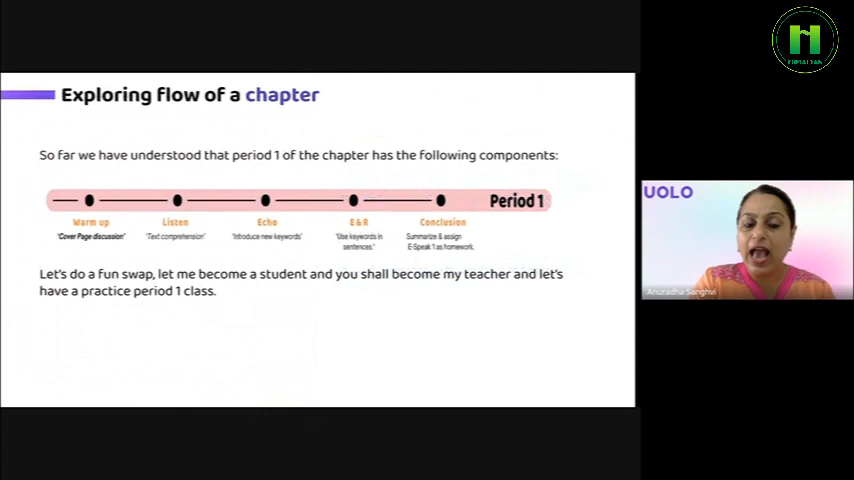 Exploring flow of a chapter
So far we have understood that period 1 of the chapter has the following components:
Period 1
Warm up
"Cover Page discussion"
Listen
"Text comprehension"
Echo
"Introduce new keywords"
E & R
"Use keywords in
sentences."
Conclusion
Summarize & assign
E-Speak 1 as homework.
Let's do a fun swap, let me become a student and you shall become my teacher and let's
have a practice period 1 class.
UOLO
Anuradha Sanghvi
HIMALYAN